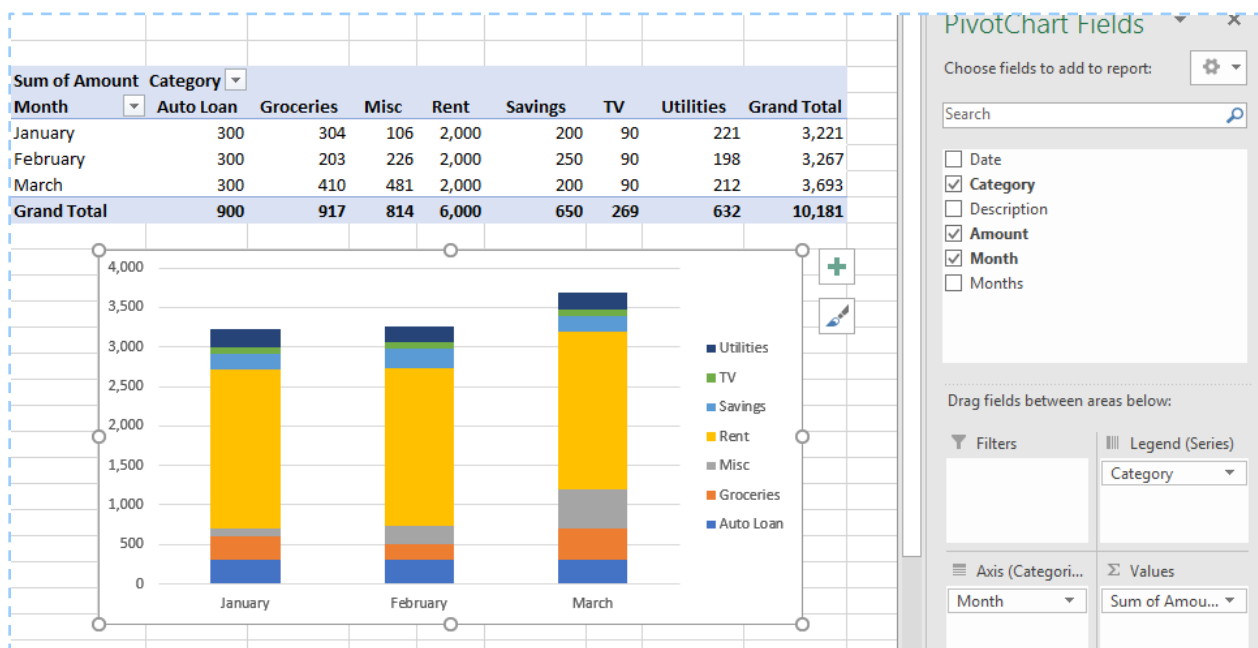 PivotChart Fields
Choose fields to add to report:
Search
Date
Category
Description
Amount
Month
Months
Drag fields between areas below:
Filters
Legend (Series)
Category
Axis (Categori...
Σ Values
Month
Sum of Amou...
Sum of Amount Category
Month Auto Loan Groceries Misc Rent Savings TV Utilities Grand Total
January 300 304 106 2,000 200 90 221 3,221
February 300 203 226 2,000 250 90 198 3,267
March 300 410 481 2,000 200 90 212 3,693
Grand Total 900 917 814 6,000 650 269 632 10,181
4,000
3,500
3,000
2,500
2,000
1,500
1,000
500
0
January February March
Utilities
TV
Savings
Rent
Misc
Groceries
Auto Loan